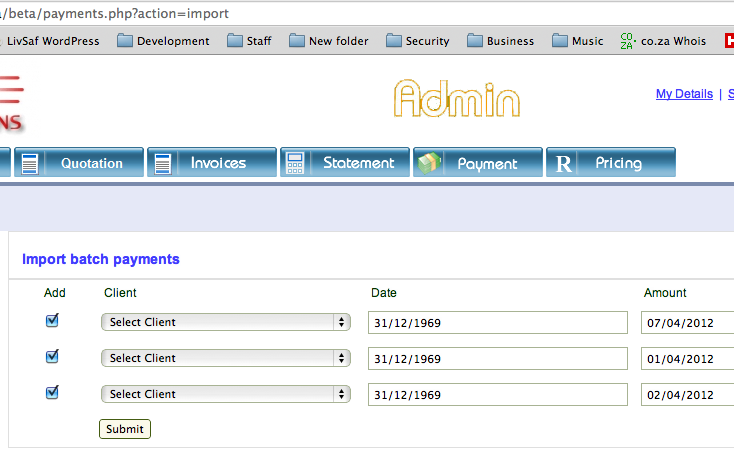 /beta/payments.php?action=import
LivSaf WordPress Development Staff New folder Security Business Music CO ZA co.za Whois
Admin
My Details |
NS
Quotation Invoices Statement Payment R Pricing
Import batch payments
Add Client Date Amount
Select Client 31/12/1969 07/04/2012
Select Client 31/12/1969 01/04/2012
Select Client 31/12/1969 02/04/2012
Submit